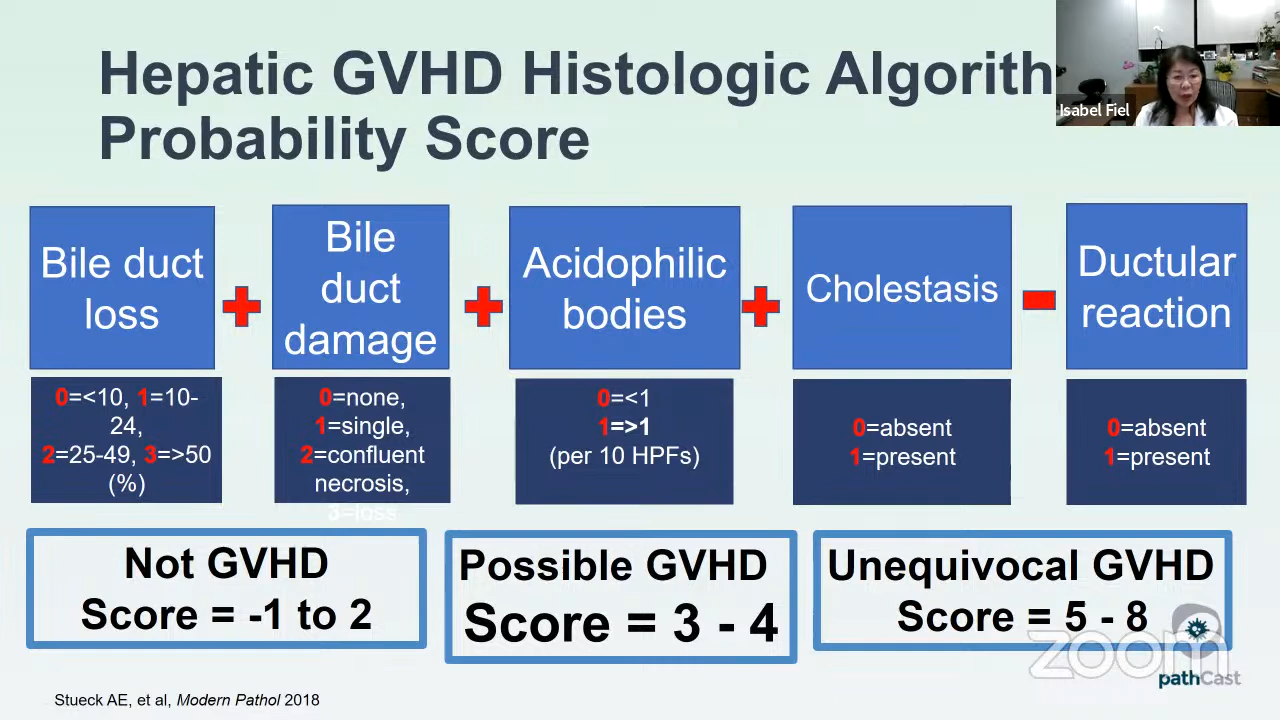 Hepatic GVHD Histologic Algorith
Probability Score
Isabel Fiel
Bile duct
loss
Bile
duct
damage
Acidophilic
bodies
Cholestasis
Ductular
reaction
0=<10, 1=10-
24,
2=25-49, 3=>50
(%)
0=none,
1=single,
2=confluent
necrosis,
3=loss
0=<1
1=>1
(per 10 HPFs)
0=absent
1=present
0=absent
1=present
Not GVHD
Score = -1 to 2
Possible GVHD
Score = 3 - 4
Unequivocal GVHD
Score = 5 - 8
zoom
pathCast
Stueck AE, et al, Modern Pathol 2018